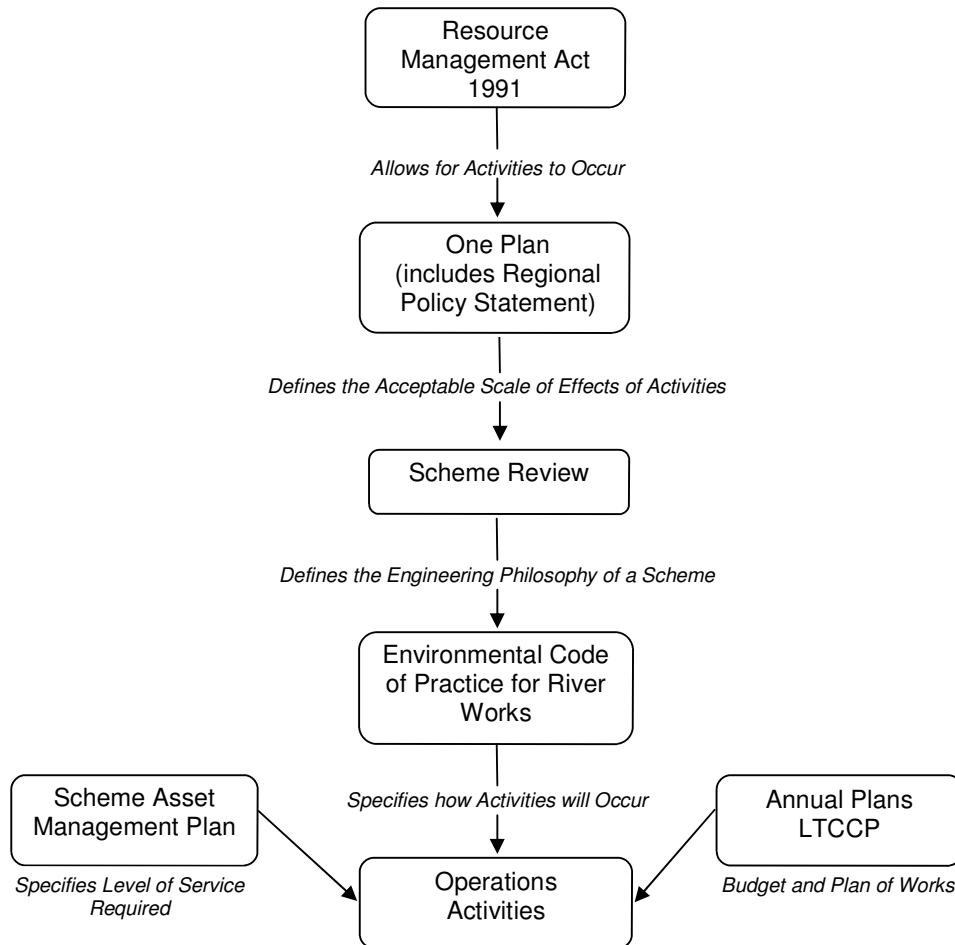 Resource
Management Act
1991
Allows for Activities to Occur
One Plan
(includes Regional
Policy Statement)
Defines the Acceptable Scale of Effects of Activities
Scheme Review
Defines the Engineering Philosophy of a Scheme
Environmental Code
of Practice for River
Works
Specifies how Activities will Occur
Scheme Asset
Management Plan
Specifies Level of Service
Required
Annual Plans
LTCCP
Budget and Plan of Works
Operations
Activities